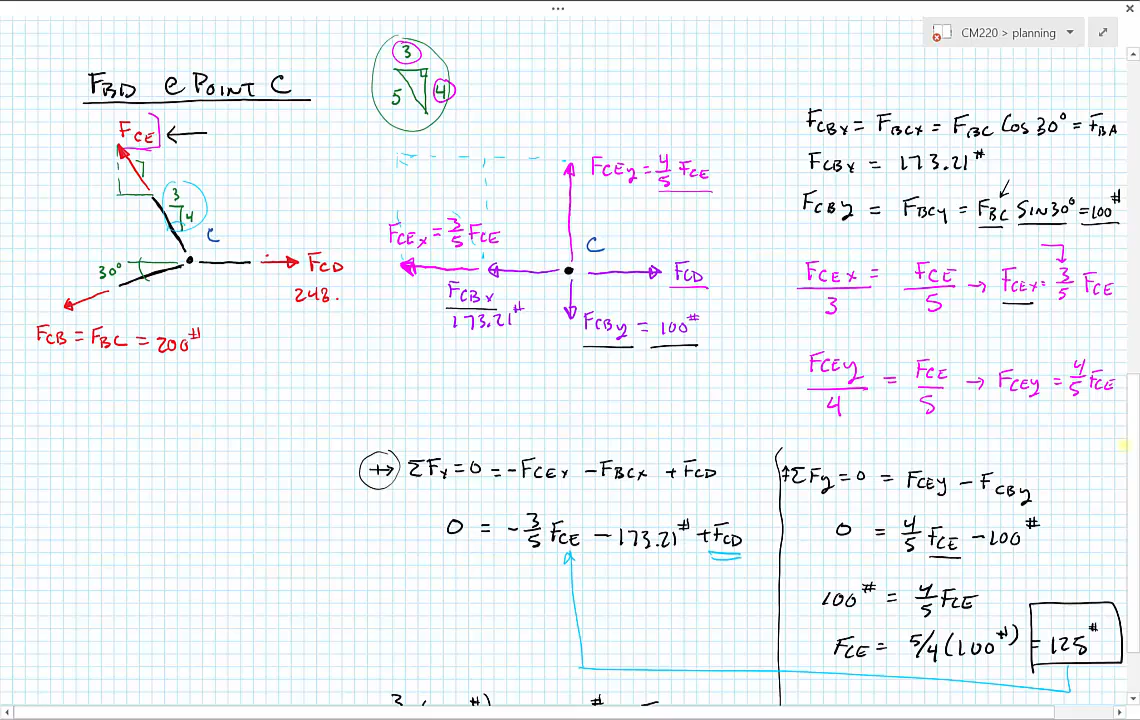 CM220 > planning
FBD @ POINT C
3
5
4
FCE
3
4
C
30°
FCD
248.
FCB = FBC = 200#
FCEy = 4/5 FCE
FCEx = 3/5 FCE
C
FCD
FCBx
173.21#
FCBy = 100#
FCBx = FBCx = FBC Cos 30° = FBA
FCBx = 173.21#
FCBy = FBCy = FBC Sin 30° = 100#
FCEx/3 = FCE/5 → FCEx = 3/5 FCE
FCEy/4 = FCE/5 → FCEy = 4/5 FCE
ΣFx = 0 = -FCEx - FBCx + FCD
0 = -3/5 FCE - 173.21# + FCD
ΣFy = 0 = FCEy - FCBy
0 = 4/5 FCE - 100#
100# = 4/5 FCE
FCE = 5/4 (100#) = 125#